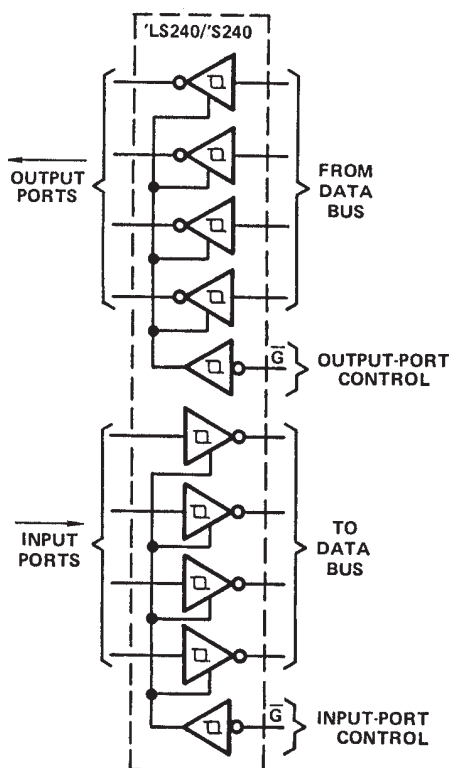 'LS240/'S240
OUTPUT
PORTS
FROM
DATA
BUS
G̅
OUTPUT-PORT
CONTROL
INPUT
PORTS
TO
DATA
BUS
G̅
INPUT-PORT
CONTROL